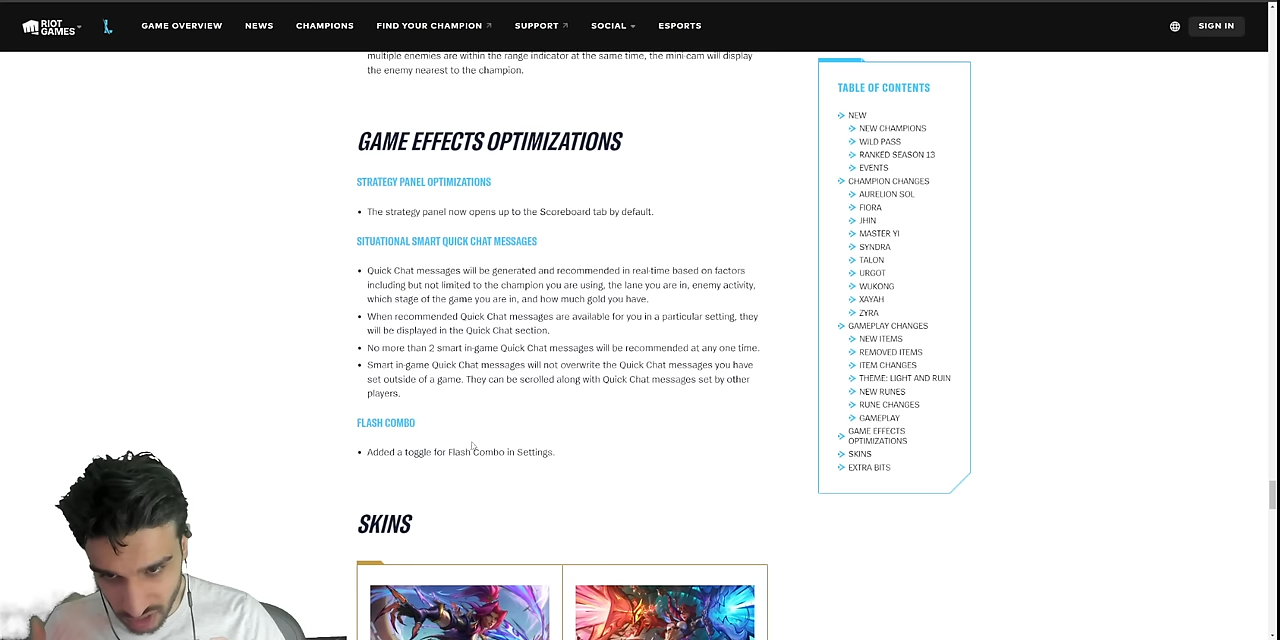 RIOT GAMES
GAME OVERVIEW NEWS CHAMPIONS FIND YOUR CHAMPION SUPPORT SOCIAL ESPORTS SIGN IN
multiple enemies are within the range indicator at the same time, the mini-cam will display
the enemy nearest to the champion.
GAME EFFECTS OPTIMIZATIONS
STRATEGY PANEL OPTIMIZATIONS
• The strategy panel now opens up to the Scoreboard tab by default.
SITUATIONAL SMART QUICK CHAT MESSAGES
• Quick Chat messages will be generated and recommended in real-time based on factors
including but not limited to the champion you are using, the lane you are in, enemy activity,
which stage of the game you are in, and how much gold you have.
• When recommended Quick Chat messages are available for you in a particular setting, they
will be displayed in the Quick Chat section.
• No more than 2 smart in-game Quick Chat messages will be recommended at any one time.
• Smart in-game Quick Chat messages will not overwrite the Quick Chat messages you have
set outside of a game. They can be scrolled along with Quick Chat messages set by other
players.
FLASH COMBO
• Added a toggle for Flash Combo in Settings.
SKINS
TABLE OF CONTENTS
NEW
NEW CHAMPIONS
WILD PASS
RANKED SEASON 13
EVENTS
CHAMPION CHANGES
AURELION SOL
FIORA
JHIN
MASTER YI
SYNDRA
TALON
URGOT
WUKONG
XAYAH
ZYRA
GAMEPLAY CHANGES
NEW ITEMS
REMOVED ITEMS
ITEM CHANGES
THEME: LIGHT AND RUIN
NEW RUNES
RUNE CHANGES
GAMEPLAY
GAME EFFECTS
OPTIMIZATIONS
SKINS
EXTRA BITS